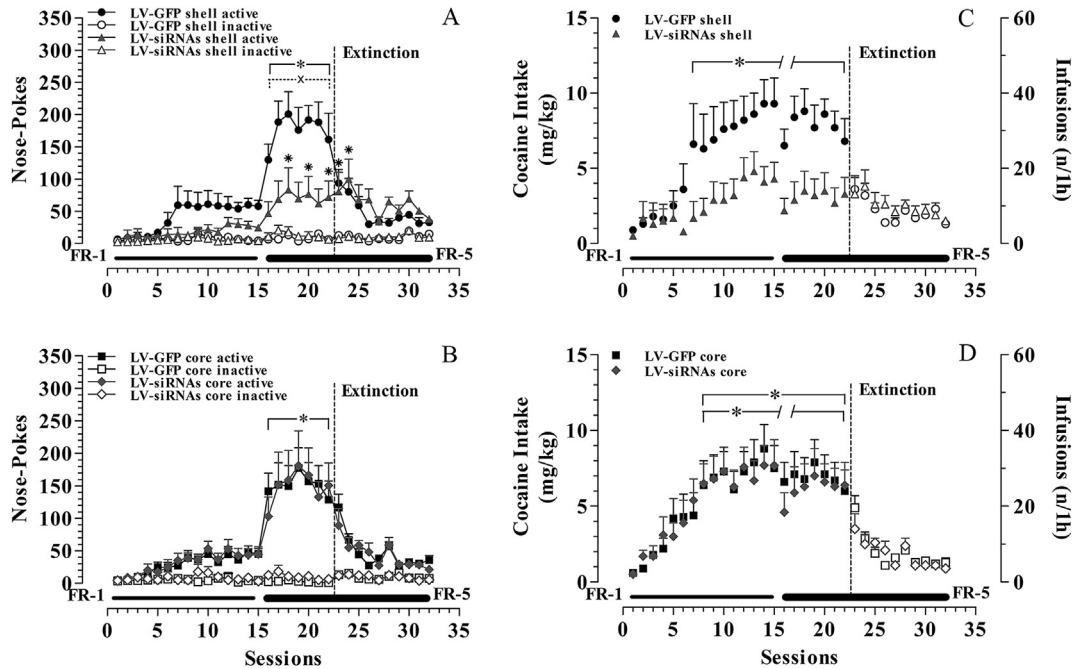 A
LV-GFP shell active
LV-GFP shell inactive
LV-siRNAs shell active
LV-siRNAs shell inactive
Extinction
*
x
* * * * *
Nose-Pokes
350
300
250
200
150
100
50
0
FR-1
FR-5
0 5 10 15 20 25 30 35
C
LV-GFP shell
LV-siRNAs shell
Extinction
*
Cocaine Intake
(mg/kg)
15
10
5
0
Infusions (n/1h)
60
40
20
0
FR-1
FR-5
0 5 10 15 20 25 30 35
B
LV-GFP core active
LV-GFP core inactive
LV-siRNAs core active
LV-siRNAs core inactive
Extinction
*
Nose-Pokes
350
300
250
200
150
100
50
0
FR-1
FR-5
0 5 10 15 20 25 30 35
Sessions
D
LV-GFP core
LV-siRNAs core
Extinction
*
*
Cocaine Intake
(mg/kg)
15
10
5
0
Infusions (n/1h)
60
40
20
0
FR-1
FR-5
0 5 10 15 20 25 30 35
Sessions